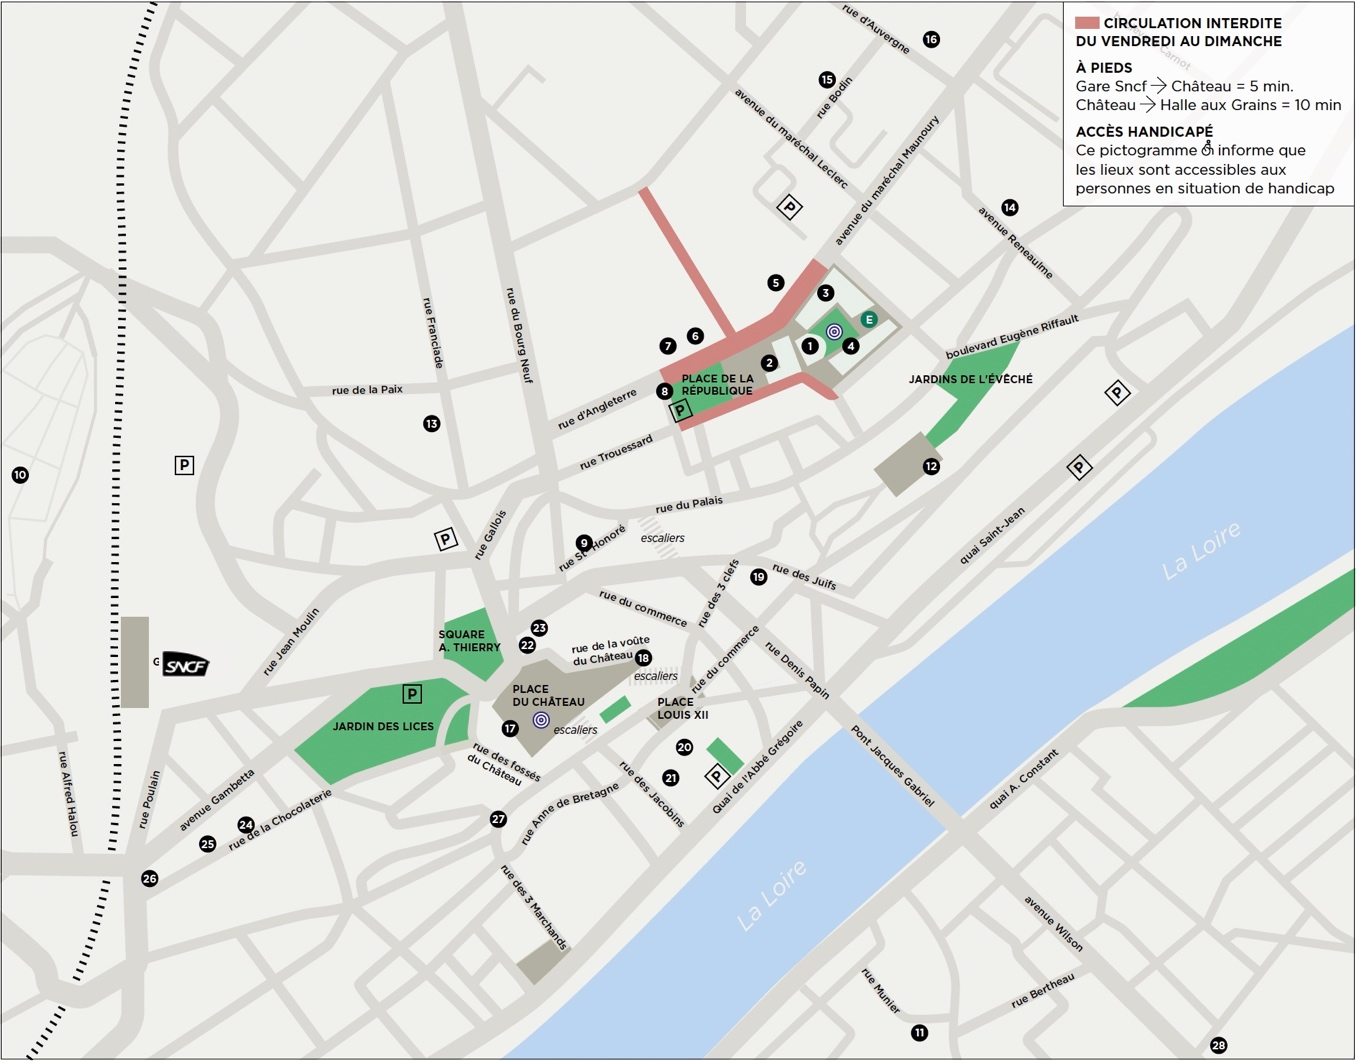 CIRCULATION INTERDITE
DU VENDREDI AU DIMANCHE
À PIEDS
Gare Sncf → Château = 5 min.
Château → Halle aux Grains = 10 min
ACCÈS HANDICAPÉ
Ce pictogramme informe que
les lieux sont accessibles aux
personnes en situation de handicap
Carnot
rue d'Auvergne
16
15
rue Bodin
avenue du maréchal Leclerc
avenue du maréchal Maunoury
P
14
avenue Reneaulme
5
3
E
rue Franciade
rue du Bourg Neuf
7
6
1
4
2
boulevard Eugène Riffault
PLACE DE LA
RÉPUBLIQUE
JARDINS DE L'ÉVÊCHÉ
8
P
P
rue de la Paix
rue d'Angleterre
13
rue Trouessard
10
P
12
P
rue du Palais
rue Gallois
P
9
rue St Honoré
escaliers
quai Saint-Jean
La Loire
rue des 3 clefs
19
rue des Juifs
rue du commerce
rue Jean Moulin
SQUARE
A. THIERRY
23
22
rue de la voûte
du Château
18
escaliers
rue du commerce
rue Denis Papin
G
SNCF
P
PLACE
DU CHÂTEAU
PLACE
LOUIS XII
JARDIN DES LICES
17
escaliers
20
rue des fossés
du Château
21
P
Quai de l'Abbé Grégoire
Pont Jacques Gabriel
quai A. Constant
rue Alfred Halou
rue Poulain
avenue Gambetta
rue de la Chocolaterie
24
25
26
27
rue Anne de Bretagne
rue des Jacobins
rue des 3 Marchands
La Loire
avenue Wilson
rue Munier
rue Bertheau
11
28